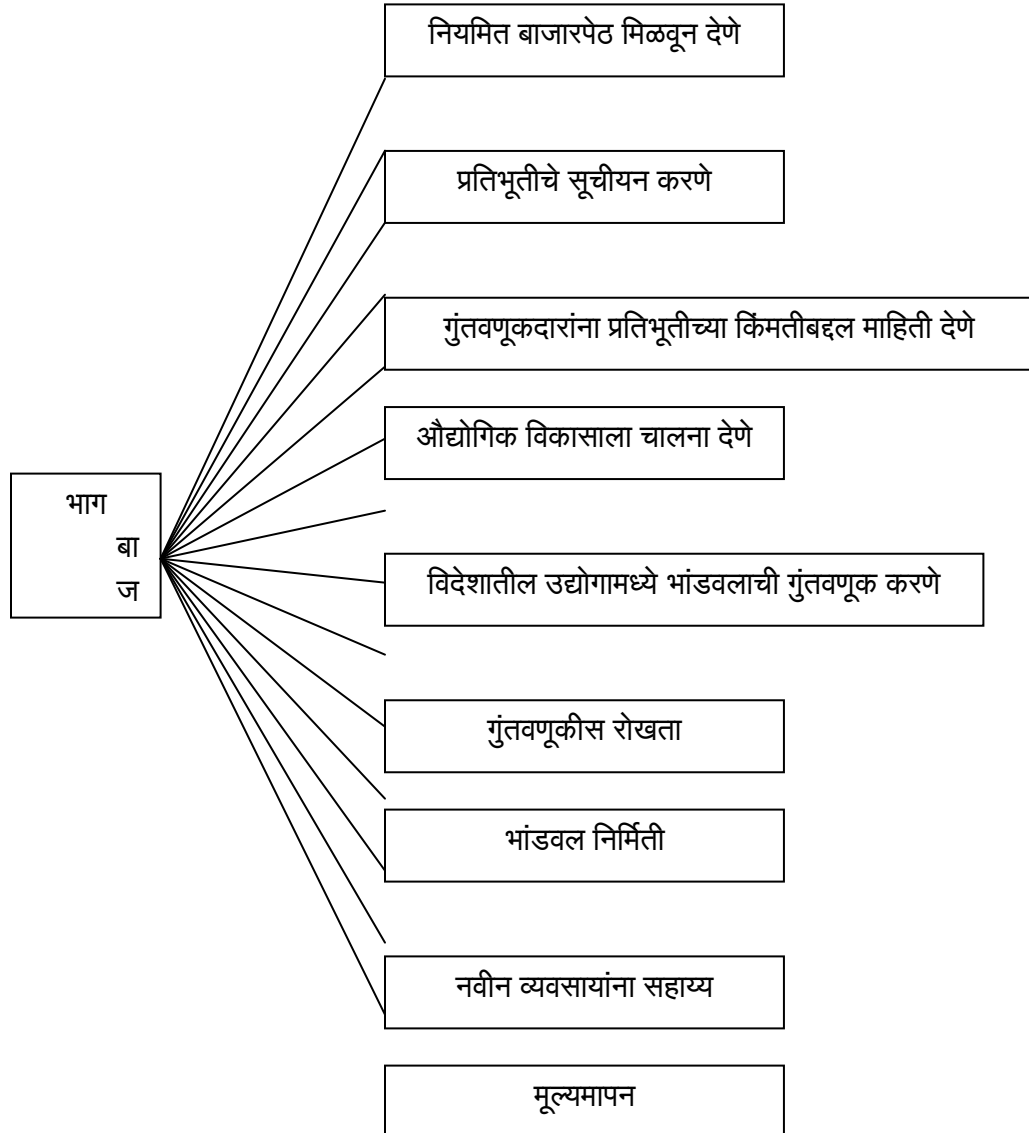 नियमित बाजारपेठ मिळवून देणे
प्रतिभूतीचे सूचीयन करणे
गुंतवणूकदारांना प्रतिभूतीच्या किंमतीबद्दल माहिती देणे
औद्योगिक विकासाला चालना देणे
भाग
बा
ज
विदेशातील उद्योगामध्ये भांडवलाची गुंतवणूक करणे
गुंतवणूकीस रोखता
भांडवल निर्मिती
नवीन व्यवसायांना सहाय्य
मूल्यमापन